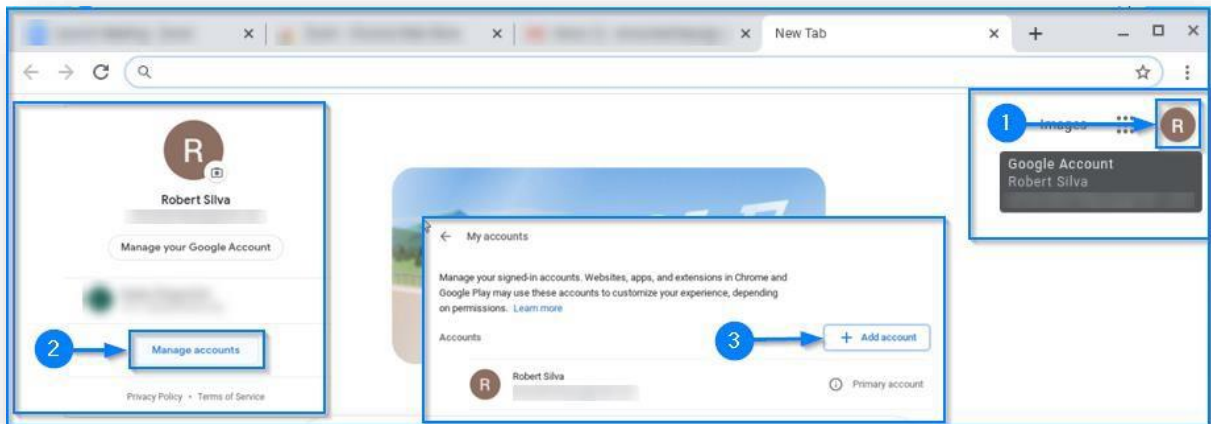 New Tab
R
Robert Silva
Manage your Google Account
2
Manage accounts
Privacy Policy • Terms of Service
My accounts
Manage your signed-in accounts. Websites, apps, and extensions in Chrome and
Google Play may use these accounts to customize your experience, depending
on permissions. Learn more
Accounts
3
+ Add account
R
Robert Silva
Primary account
1
Images
R
Google Account
Robert Silva